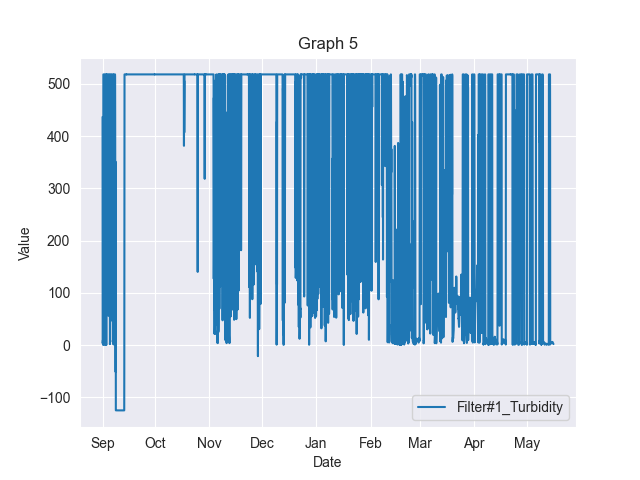 Graph 5
Value
500
400
300
200
100
0
−100
Sep Oct Nov Dec Jan Feb Mar Apr May
Date
Filter#1_Turbidity